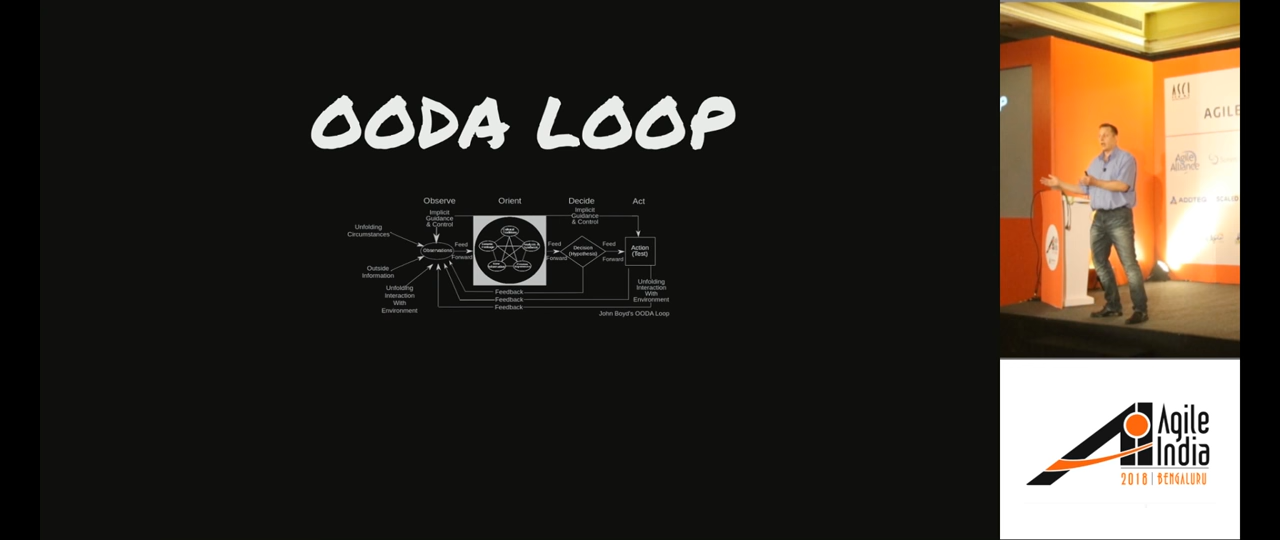 OODA LOOP
Observe
Orient
Decide
Act
Implicit
Guidance
& Control
Implicit
Guidance
& Control
Unfolding
Circumstances
Observations
Feed
Forward
Feed
Forward
Decision
(Hypothesis)
Feed
Forward
Action
(Test)
Outside
Information
Unfolding
Interaction
With
Environment
Unfolding
Interaction
With
Environment
Feedback
Feedback
Feedback
John Boyd's OODA Loop
ASCI
AGILE
Agile
Alliance
Agile
India
2018 | BENGALURU